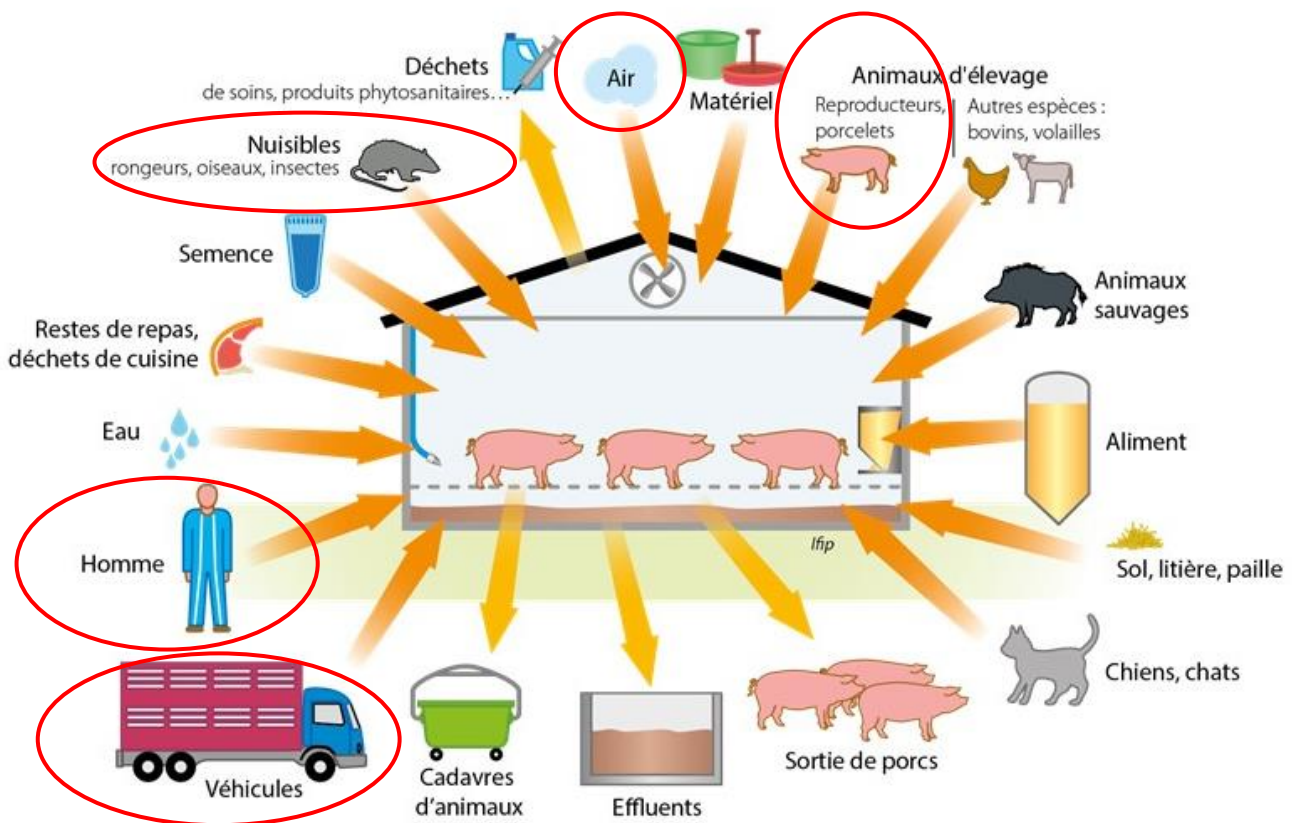 Déchets
de soins, produits phytosanitaires...
Air
Matériel
Animaux d'élevage
Reproducteurs,
porcelets
Autres espèces :
bovins, volailles
Nuisibles
rongeurs, oiseaux, insectes
Semence
Animaux
sauvages
Restes de repas,
déchets de cuisine
Eau
Aliment
Homme
Ifip
Sol, litière, paille
Chiens, chats
Véhicules
Cadavres
d'animaux
Effluents
Sortie de porcs